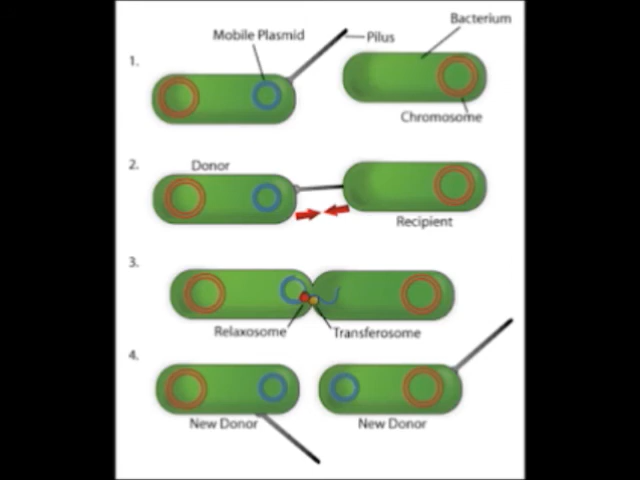 Bacterium
Mobile Plasmid
Pilus
1.
Chromosome
2.
Donor
Recipient
3.
Relaxosome
Transferosome
4.
New Donor
New Donor